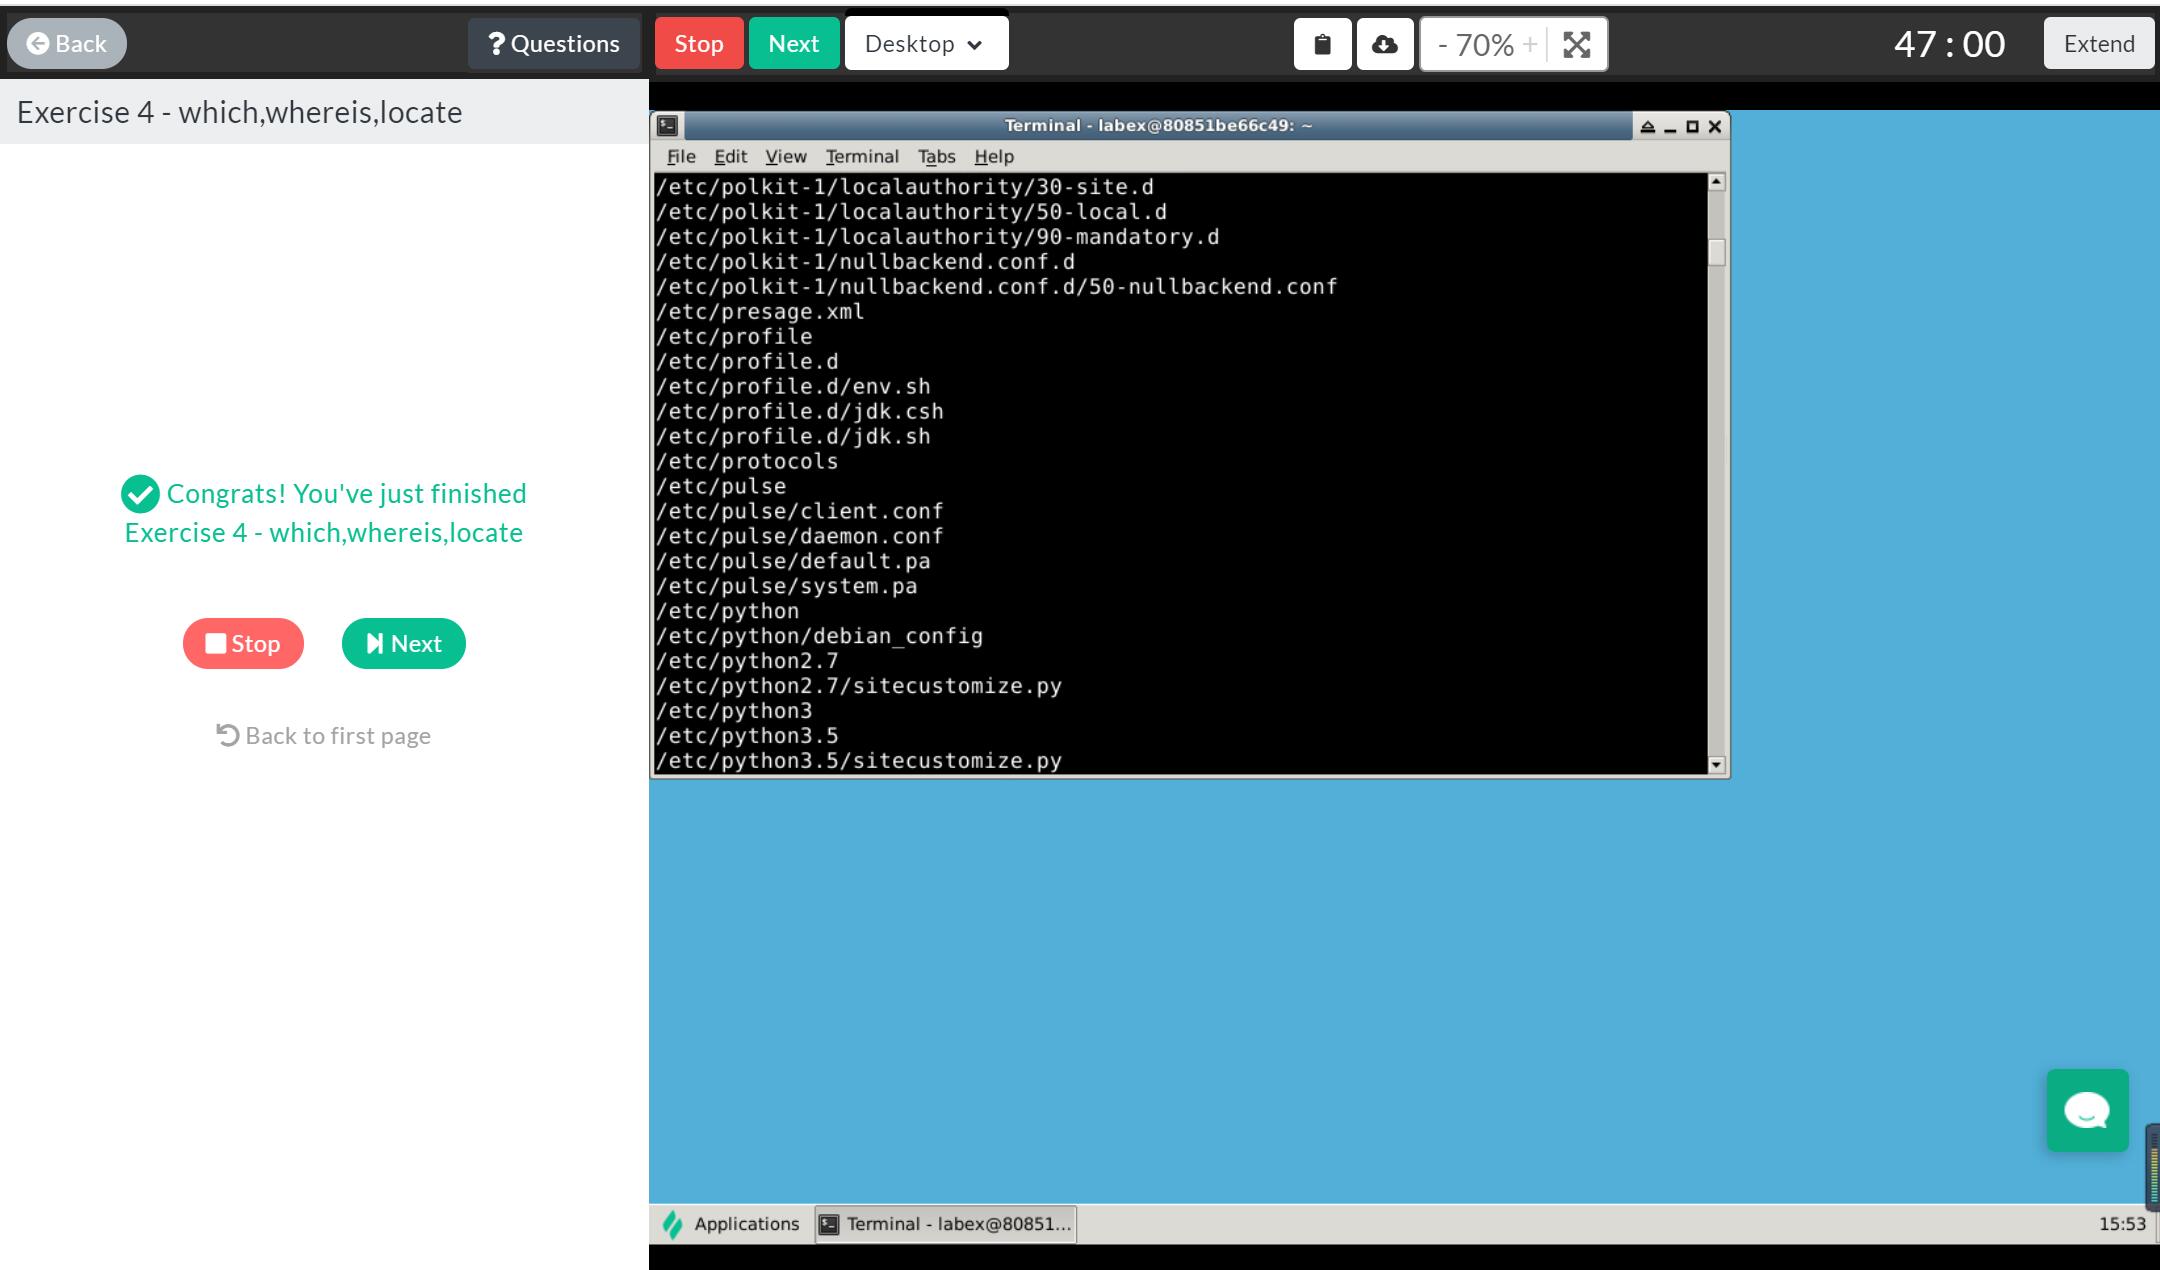 Back
Questions
Stop
Next
Desktop
- 70% +
47 : 00
Extend
Exercise 4 - which,whereis,locate
Congrats! You've just finished
Exercise 4 - which,whereis,locate
Stop
Next
Back to first page
Terminal - labex@80851be66c49: ~
File Edit View Terminal Tabs Help
/etc/polkit-1/localauthority/30-site.d
/etc/polkit-1/localauthority/50-local.d
/etc/polkit-1/localauthority/90-mandatory.d
/etc/polkit-1/nullbackend.conf.d
/etc/polkit-1/nullbackend.conf.d/50-nullbackend.conf
/etc/presage.xml
/etc/profile
/etc/profile.d
/etc/profile.d/env.sh
/etc/profile.d/jdk.csh
/etc/profile.d/jdk.sh
/etc/protocols
/etc/pulse
/etc/pulse/client.conf
/etc/pulse/daemon.conf
/etc/pulse/default.pa
/etc/pulse/system.pa
/etc/python
/etc/python/debian_config
/etc/python2.7
/etc/python2.7/sitecustomize.py
/etc/python3
/etc/python3.5
/etc/python3.5/sitecustomize.py
Applications
Terminal - labex@80851...
15:53